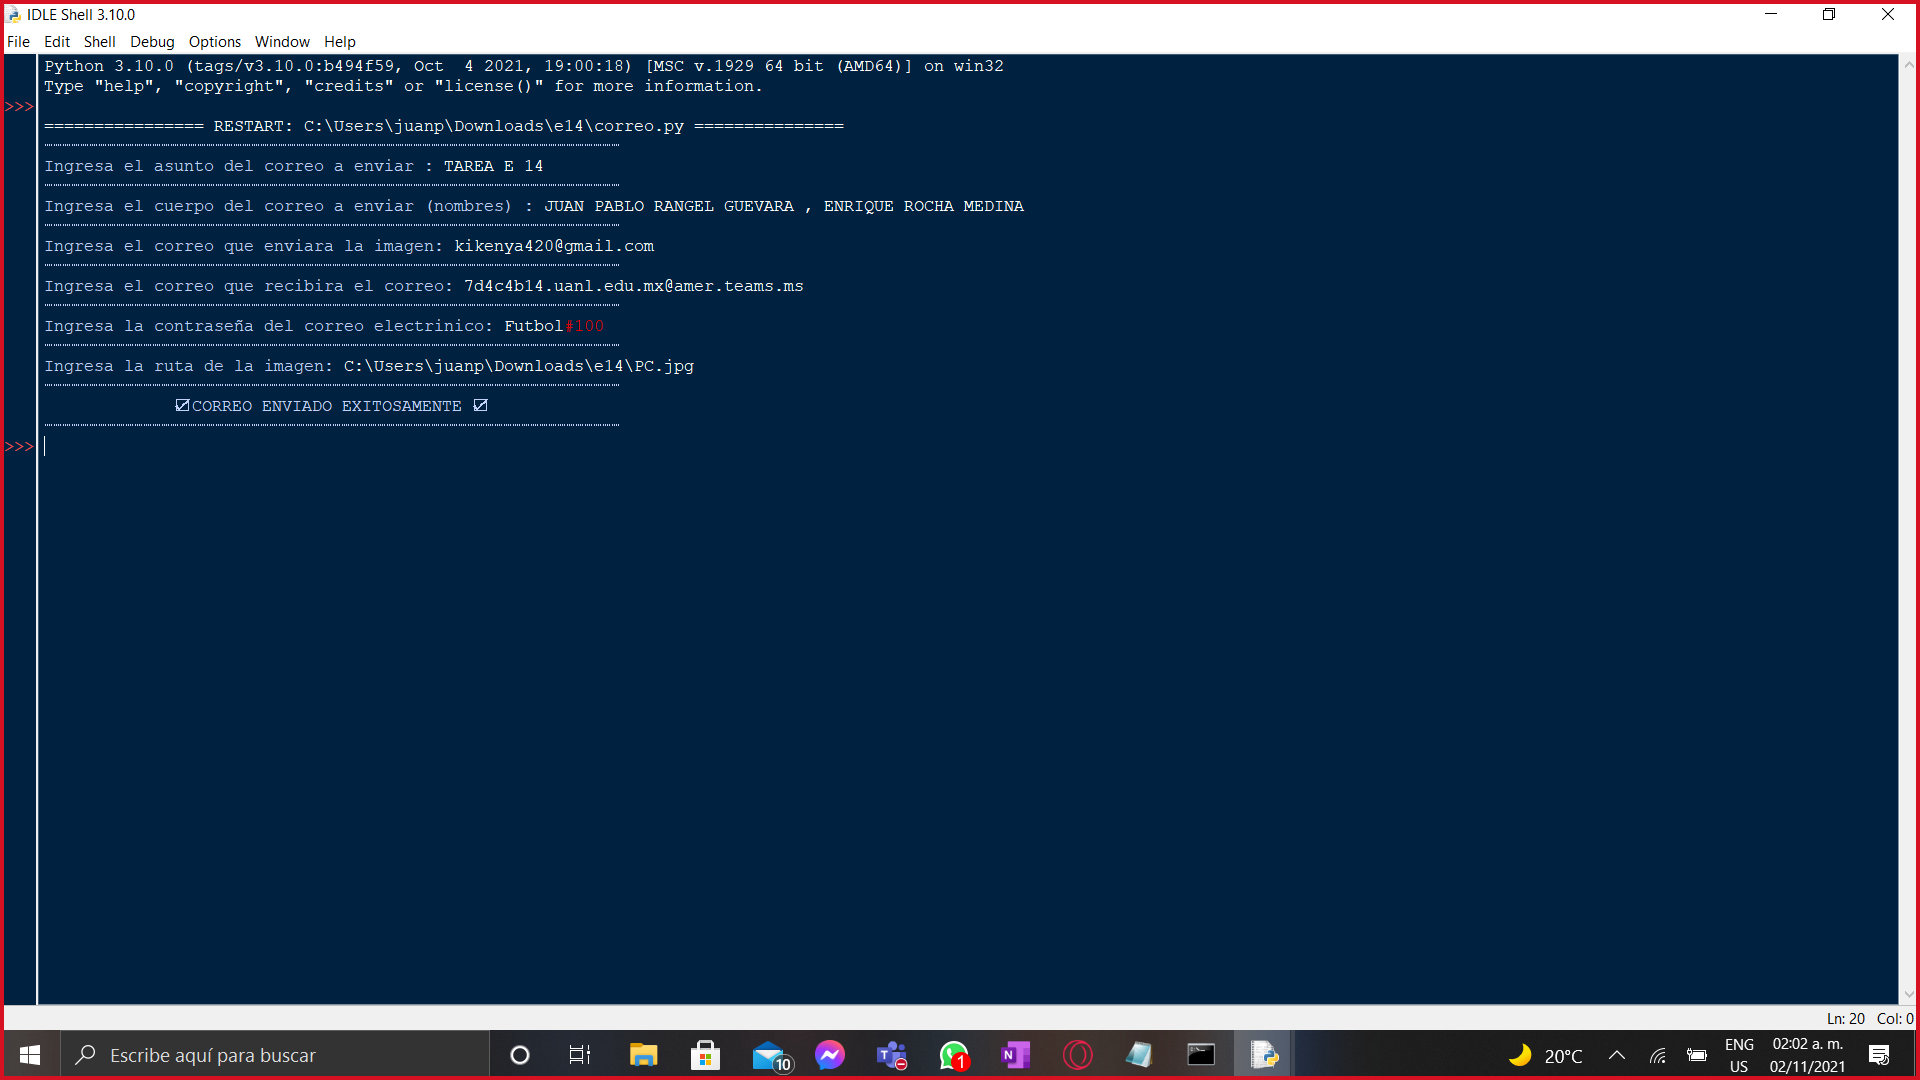 IDLE Shell 3.10.0
File Edit Shell Debug Options Window Help
Python 3.10.0 (tags/v3.10.0:b494f59, Oct  4 2021, 19:00:18) [MSC v.1929 64 bit (AMD64)] on win32
Type "help", "copyright", "credits" or "license()" for more information.
>>>
================ RESTART: C:\Users\juanp\Downloads\e14\correo.py ===============
Ingresa el asunto del correo a enviar : TAREA E 14
Ingresa el cuerpo del correo a enviar (nombres) : JUAN PABLO RANGEL GUEVARA , ENRIQUE ROCHA MEDINA
Ingresa el correo que enviara la imagen: kikenya420@gmail.com
Ingresa el correo que recibira el correo: 7d4c4b14.uanl.edu.mx@amer.teams.ms
Ingresa la contraseña del correo electrinico: Futbol#100
Ingresa la ruta de la imagen: C:\Users\juanp\Downloads\e14\PC.jpg
☑CORREO ENVIADO EXITOSAMENTE ☑
>>>
Ln: 20 Col: 0
Escribe aquí para buscar
10
1
20°C
ENG
US
02:02 a. m.
02/11/2021